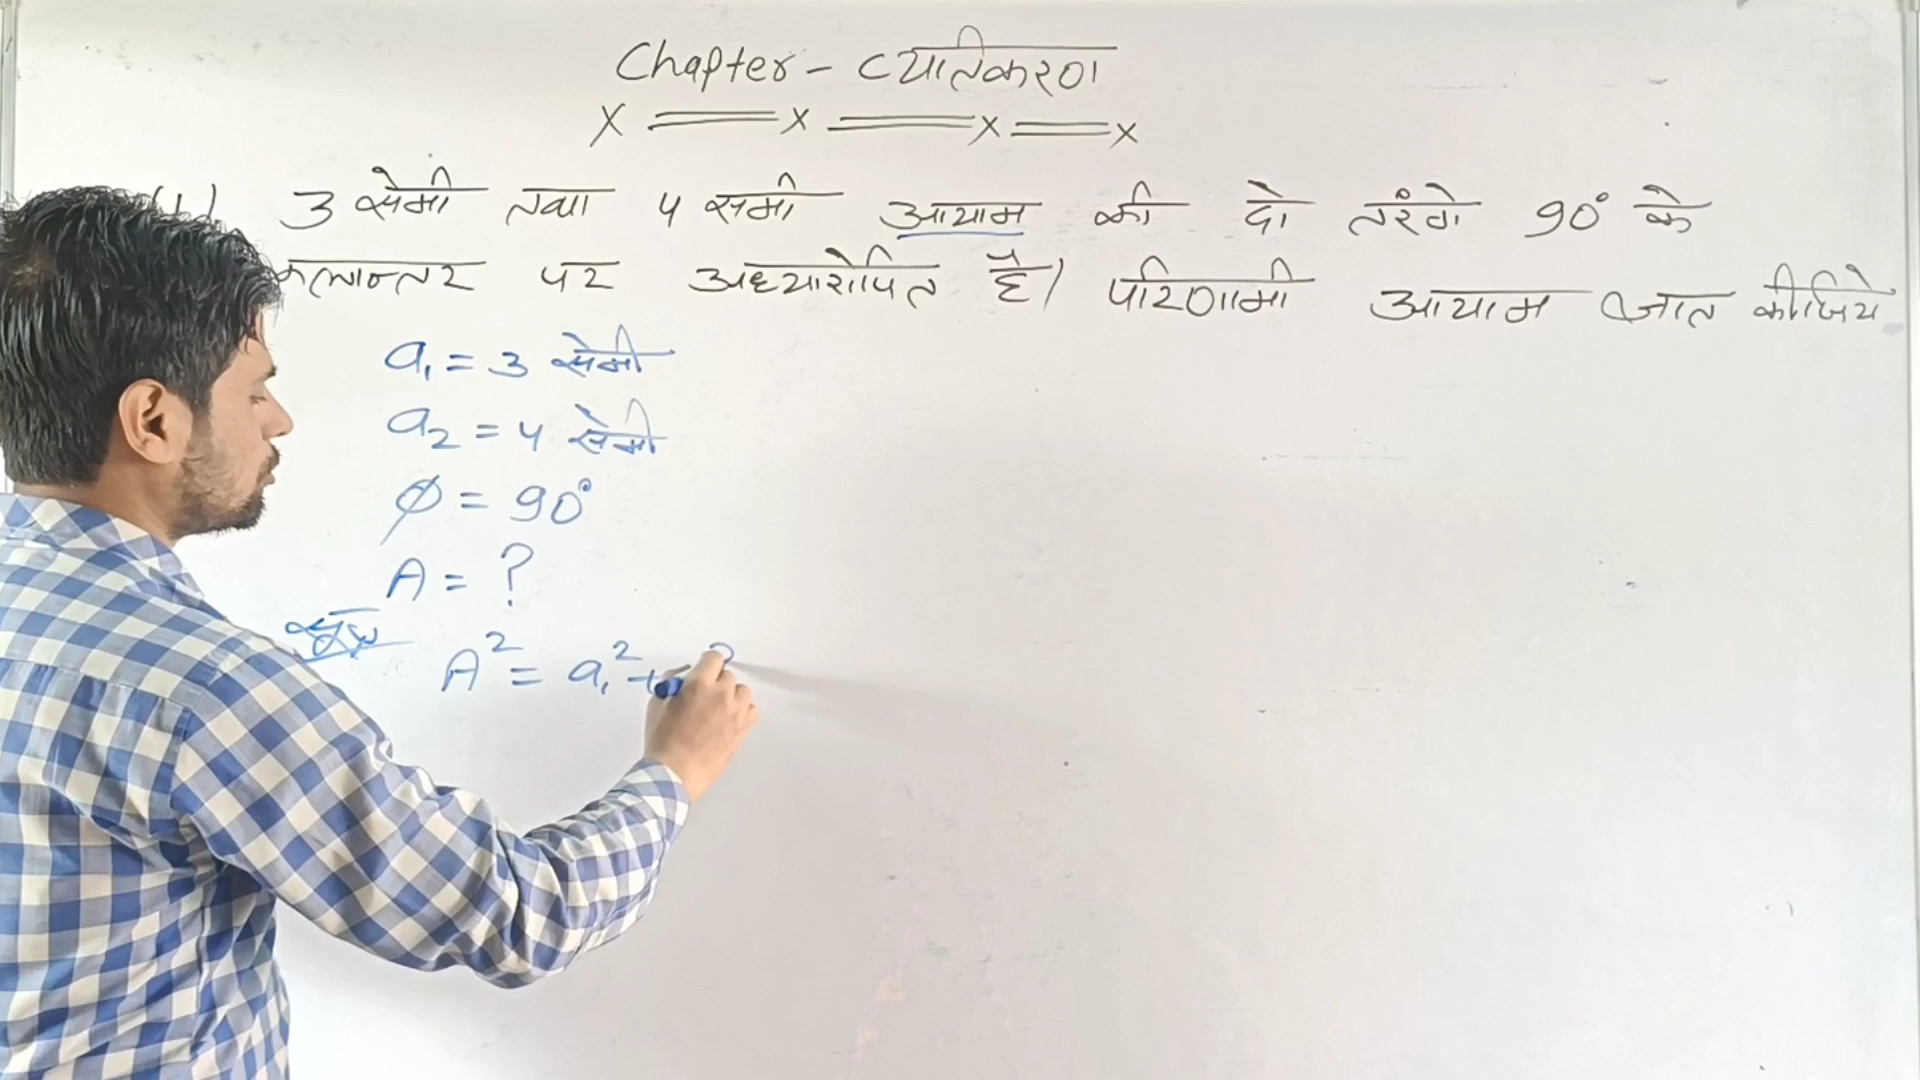 Chapter - व्यतिकरण
x == x == x == x
(1) 3 सेमी तथा 4 समी आयाम की दो तरंगे 90° के
कलान्तर पर अध्यारोपित है। परिणामी आयाम ज्ञात कीजिये
a₁ = 3 सेमी
a₂ = 4 सेमी
φ = 90°
A = ?
सूत्र A² = a₁² +